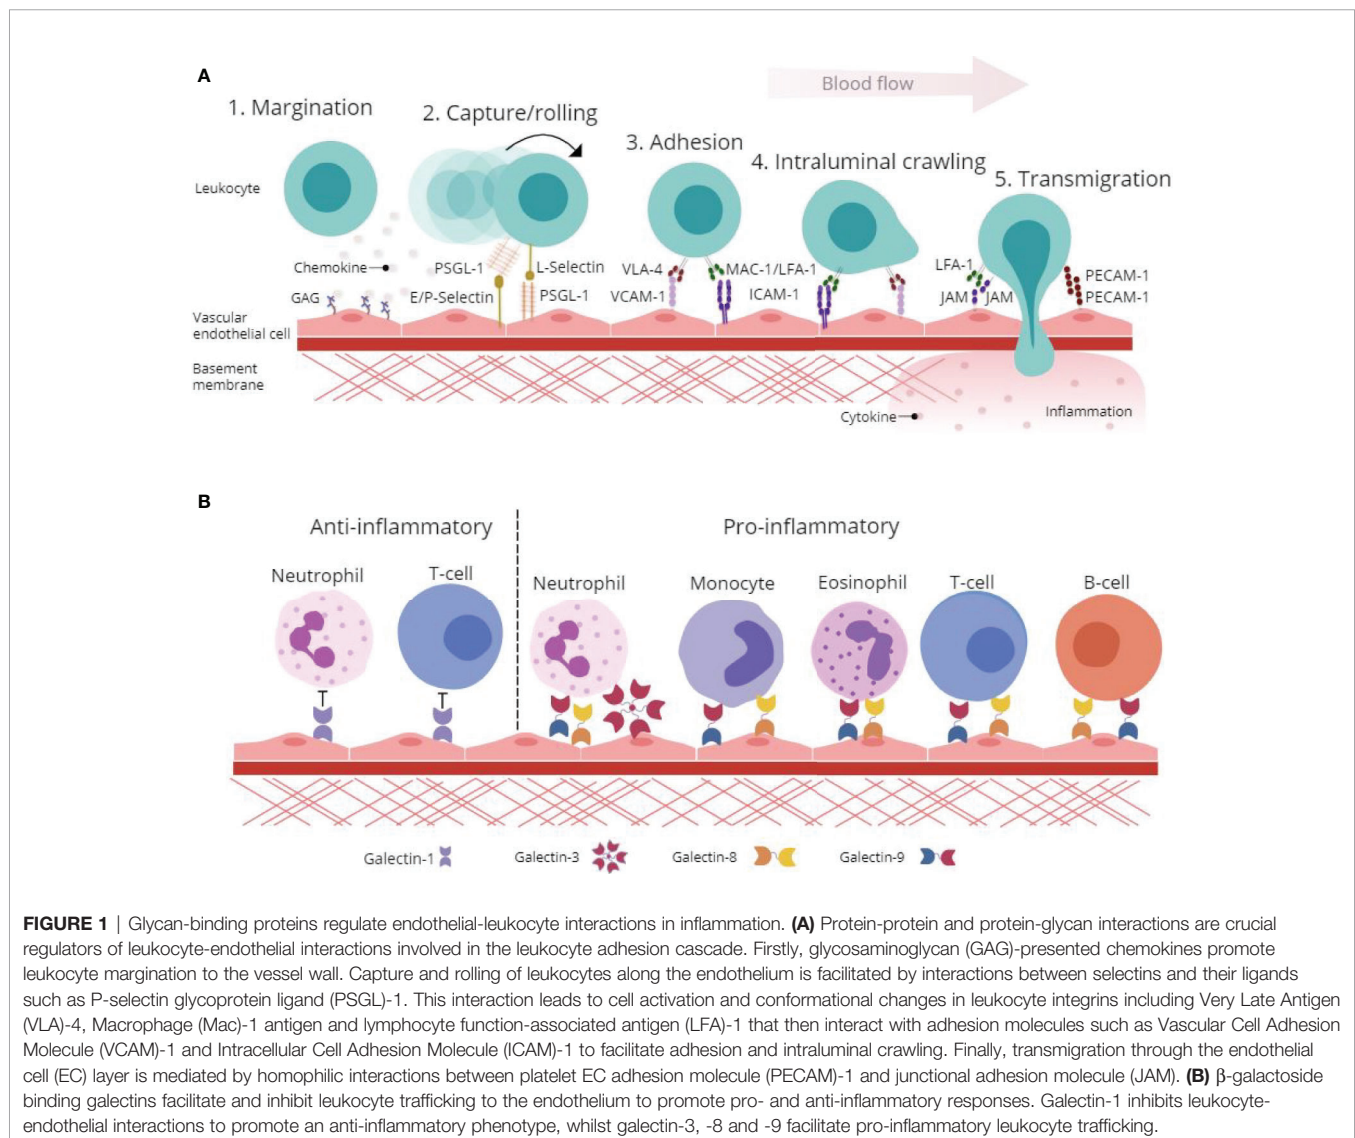 A
Blood flow
1. Margination
2. Capture/rolling
3. Adhesion
4. Intraluminal crawling
5. Transmigration
Leukocyte
Chemokine
PSGL-1
L-Selectin
VLA-4
MAC-1/LFA-1
LFA-1
PECAM-1
GAG
E/P-Selectin
PSGL-1
VCAM-1
ICAM-1
JAM
JAM
PECAM-1
Vascular
endothelial cell
Basement
membrane
Cytokine
Inflammation
B
Anti-inflammatory
Pro-inflammatory
Neutrophil
T-cell
Neutrophil
Monocyte
Eosinophil
T-cell
B-cell
Galectin-1
Galectin-3
Galectin-8
Galectin-9
FIGURE 1 | Glycan-binding proteins regulate endothelial-leukocyte interactions in inflammation. (A) Protein-protein and protein-glycan interactions are crucial
regulators of leukocyte-endothelial interactions involved in the leukocyte adhesion cascade. Firstly, glycosaminoglycan (GAG)-presented chemokines promote
leukocyte margination to the vessel wall. Capture and rolling of leukocytes along the endothelium is facilitated by interactions between selectins and their ligands
such as P-selectin glycoprotein ligand (PSGL)-1. This interaction leads to cell activation and conformational changes in leukocyte integrins including Very Late Antigen
(VLA)-4, Macrophage (Mac)-1 antigen and lymphocyte function-associated antigen (LFA)-1 that then interact with adhesion molecules such as Vascular Cell Adhesion
Molecule (VCAM)-1 and Intracellular Cell Adhesion Molecule (ICAM)-1 to facilitate adhesion and intraluminal crawling. Finally, transmigration through the endothelial
cell (EC) layer is mediated by homophilic interactions between platelet EC adhesion molecule (PECAM)-1 and junctional adhesion molecule (JAM). (B) β-galactoside
binding galectins facilitate and inhibit leukocyte trafficking to the endothelium to promote pro- and anti-inflammatory responses. Galectin-1 inhibits leukocyte-
endothelial interactions to promote an anti-inflammatory phenotype, whilst galectin-3, -8 and -9 facilitate pro-inflammatory leukocyte trafficking.